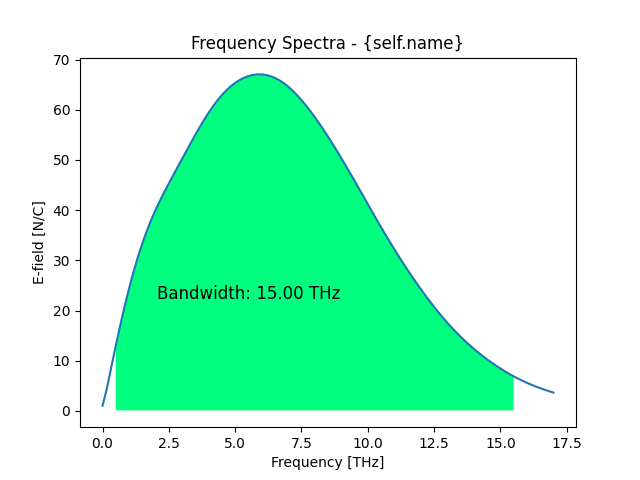 Frequency Spectra - {self.name}
70
60
50
40
30
20
10
0
E-field [N/C]
Bandwidth: 15.00 THz
0.0 2.5 5.0 7.5 10.0 12.5 15.0 17.5
Frequency [THz]